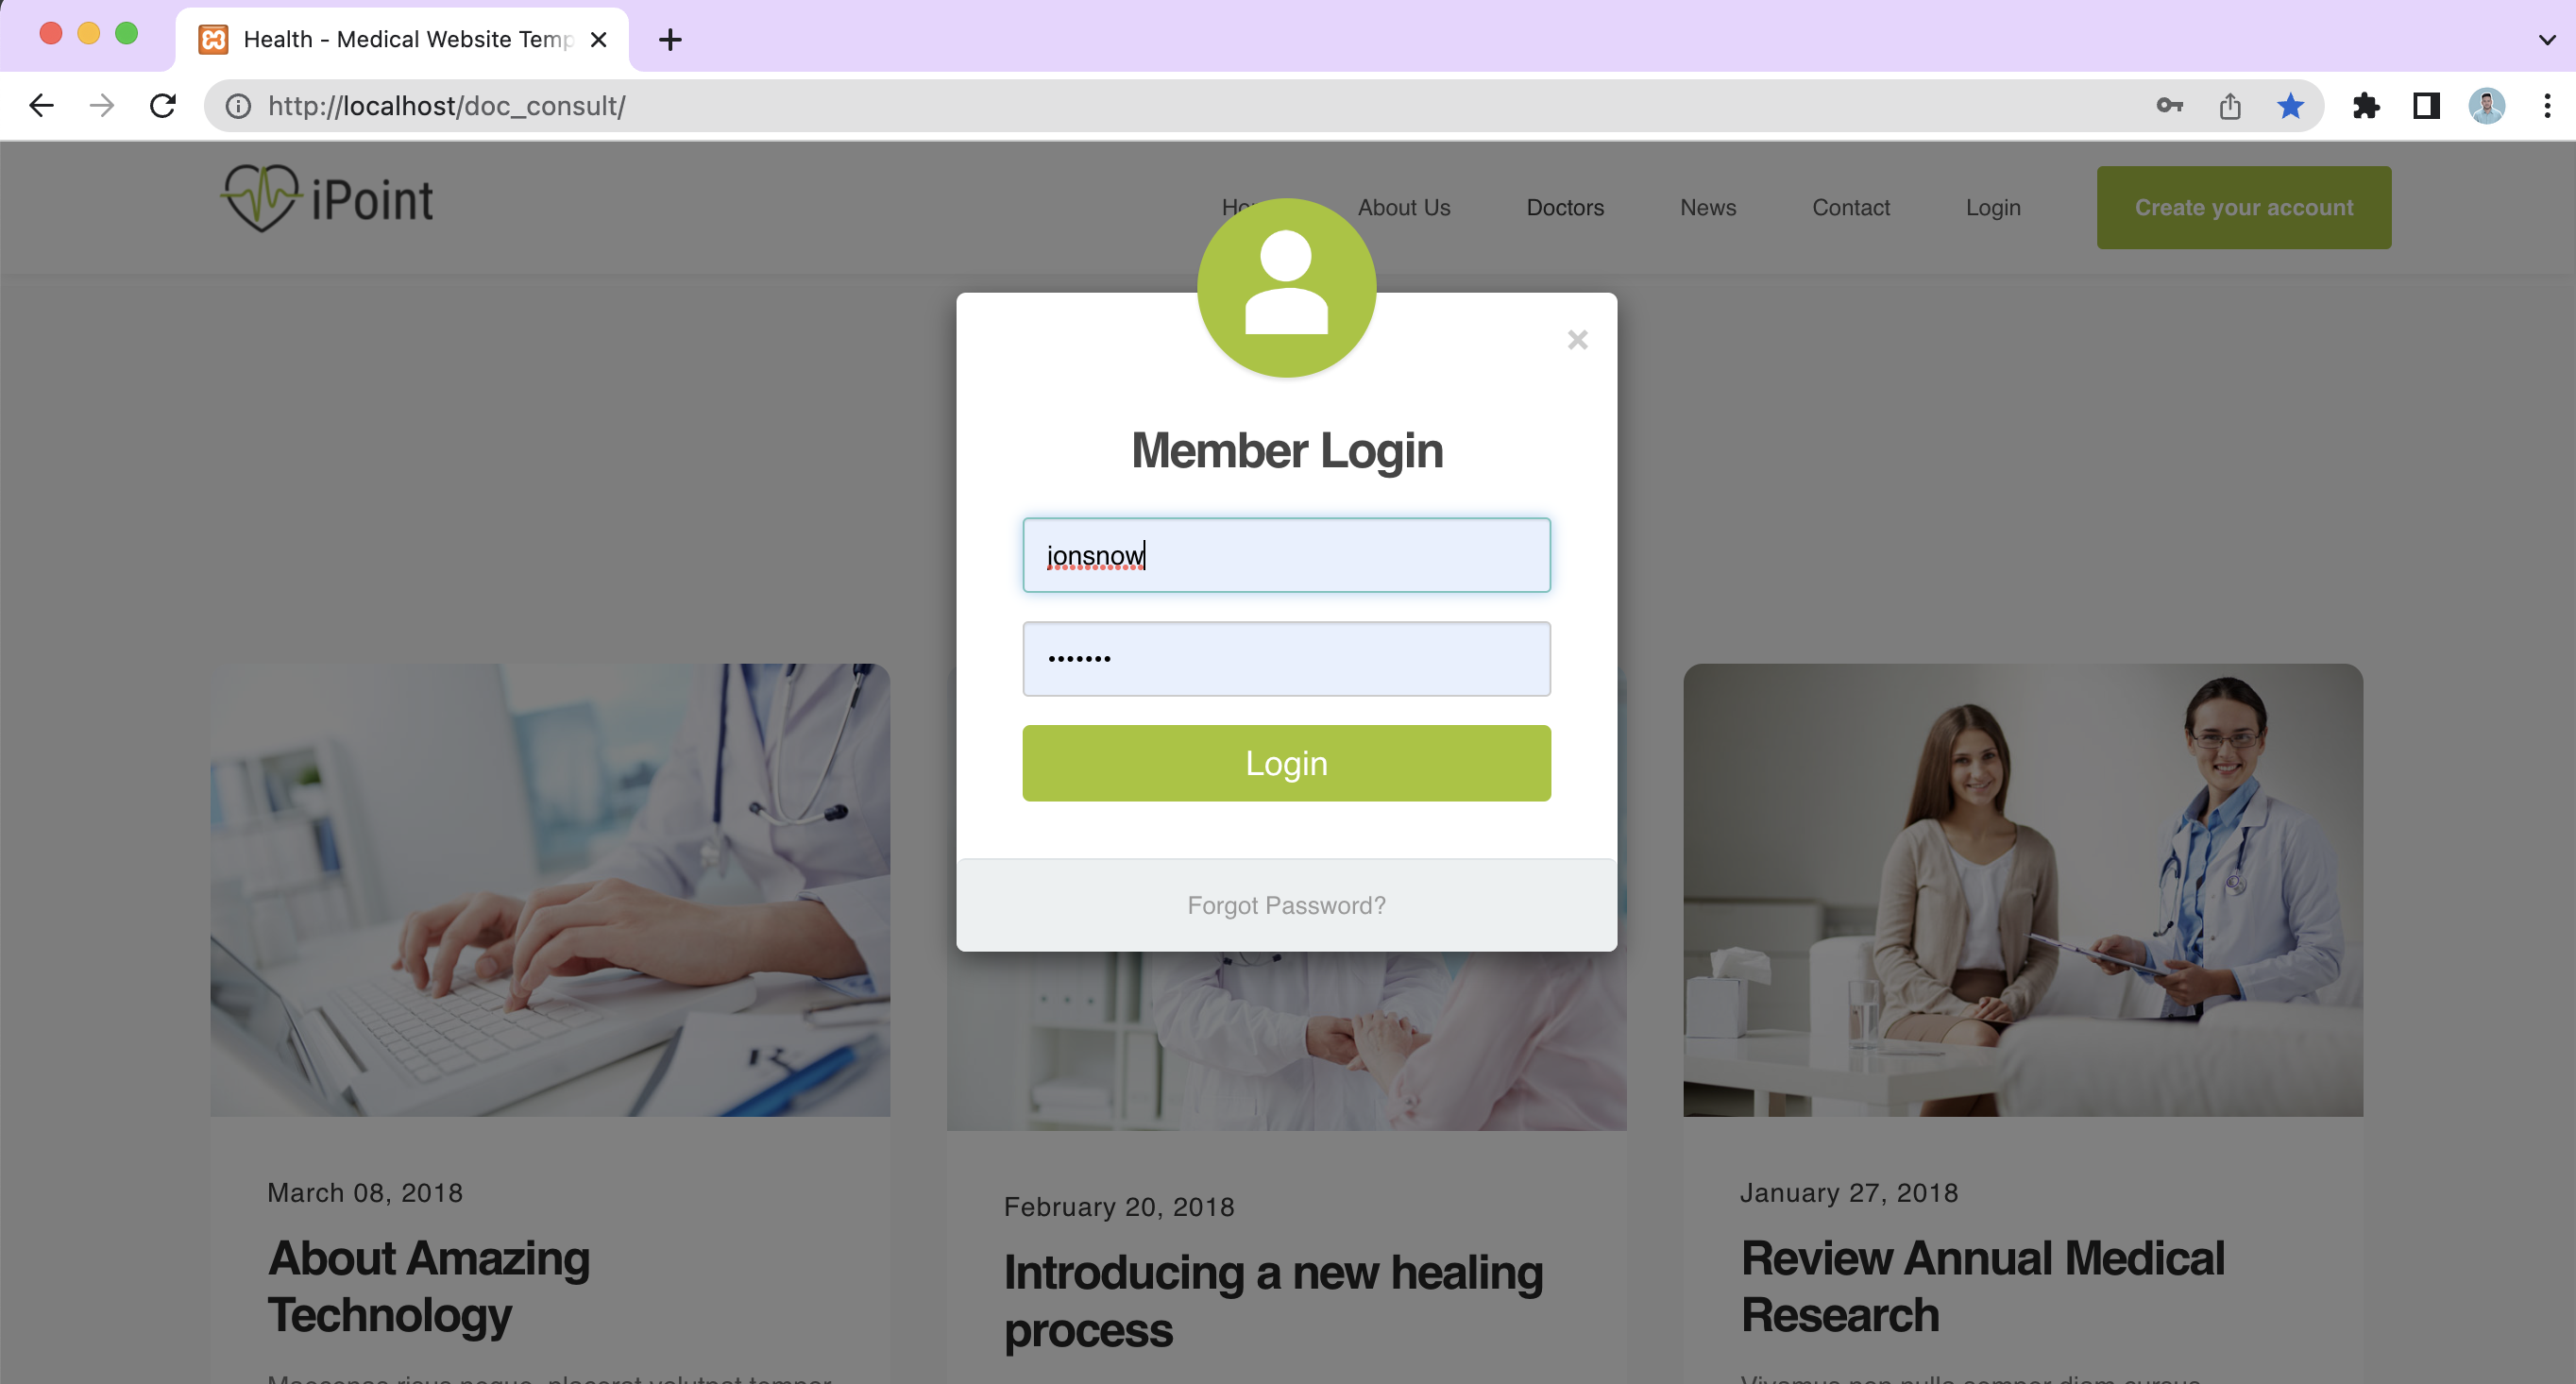 Health - Medical Website Temp
http://localhost/doc_consult/
iPoint
About Us
Doctors
News
Contact
Login
Create your account
Member Login
jonsnow
•••••••
Login
Forgot Password?
March 08, 2018
About Amazing
Technology
February 20, 2018
Introducing a new healing
process
January 27, 2018
Review Annual Medical
Research